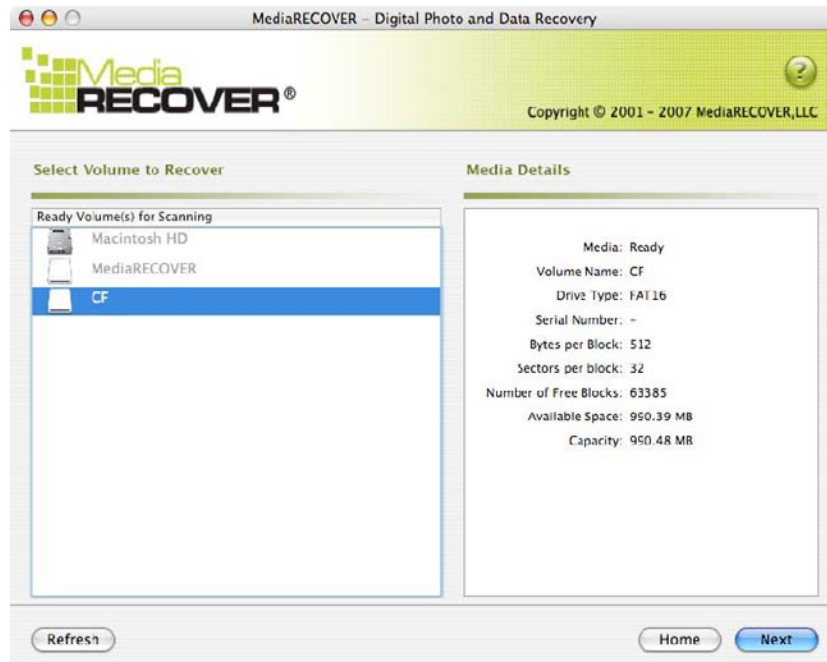 MediaRECOVER – Digital Photo and Data Recovery
Media
RECOVER®
?
Copyright © 2001 – 2007 MediaRECOVER,LLC
Select Volume to Recover
Ready Volume(s) for Scanning
Macintosh HD
MediaRECOVER
CF
Media Details
Media: Ready
Volume Name: CF
Drive Type: FAT16
Serial Number: –
Bytes per Block: 512
Sectors per block: 32
Number of Free Blocks: 63385
Available Space: 990.39 MB
Capacity: 990.48 MB
Refresh
Home
Next